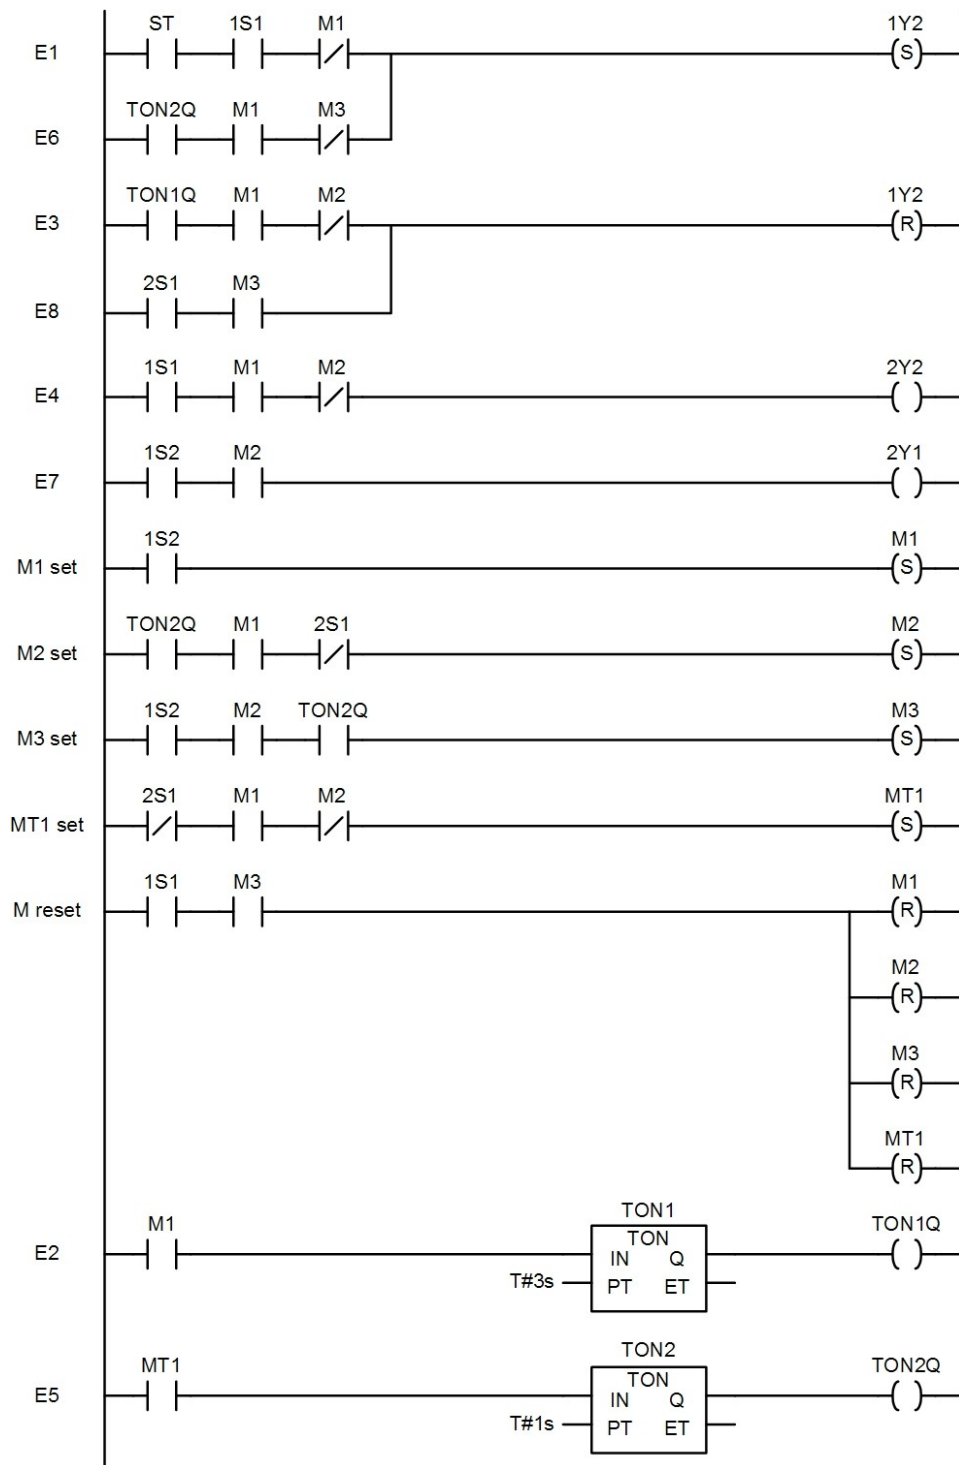 ST 1S1 M1 1Y2
E1 S
TON2Q M1 M3
E6
TON1Q M1 M2 1Y2
E3 R
2S1 M3
E8
1S1 M1 M2 2Y2
E4
1S2 M2 2Y1
E7
1S2 M1
M1 set S
TON2Q M1 2S1 M2
M2 set S
1S2 M2 TON2Q M3
M3 set S
2S1 M1 M2 MT1
MT1 set S
1S1 M3 M1
M reset R
M2
R
M3
R
MT1
R
M1 TON1 TON1Q
TON
E2 IN Q
T#3s PT ET
MT1 TON2 TON2Q
TON
E5 IN Q
T#1s PT ET